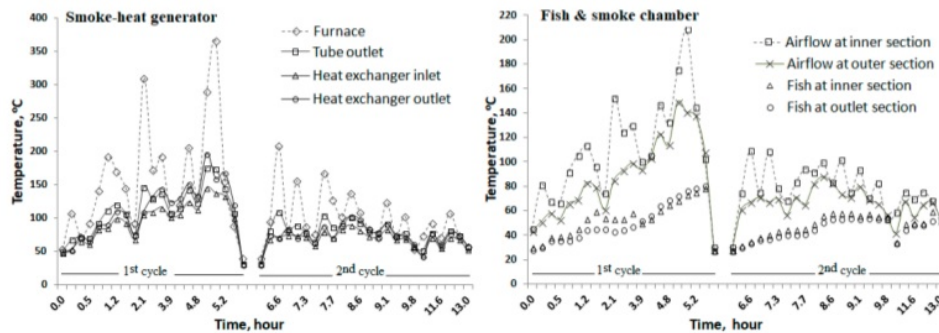 Smoke-heat generator
Furnace
Tube outlet
Heat exchanger inlet
Heat exchanger outlet
Temperature, ºC
400
350
300
250
200
150
100
50
0
1st cycle
2nd cycle
0.0 0.5 1.2 2.1 3.9 4.8 5.2 6.6 7.3 7.6 8.6 9.1 9.8 11.6 13.0
Time, hour
Fish & smoke chamber
Airflow at inner section
Airflow at outer section
Fish at inner section
Fish at outlet section
Temperature, ºC
220
200
180
160
140
120
100
80
60
40
20
0
1st cycle
2nd cycle
0.0 0.5 1.2 2.1 3.9 4.8 5.2 6.6 7.3 7.6 8.6 9.1 9.8 11.6 13.0
Time, hour